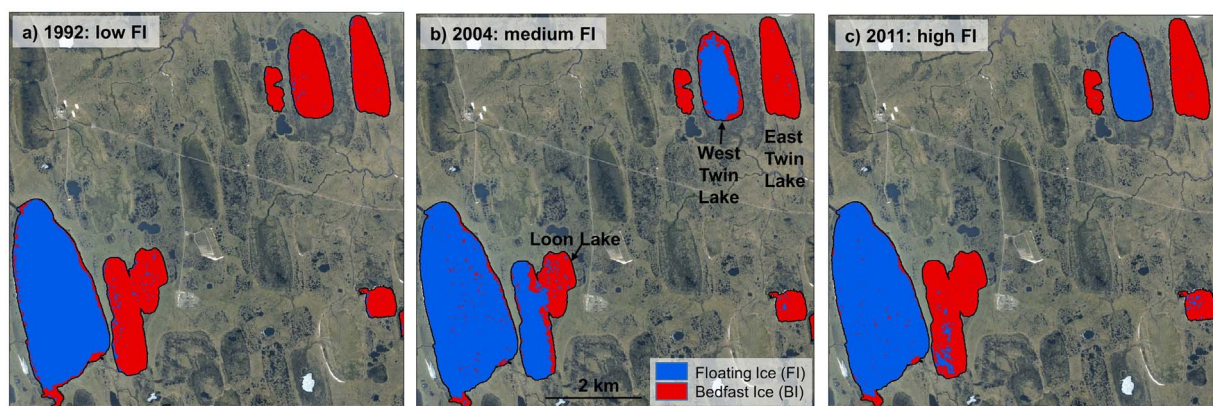 a) 1992: low FI
b) 2004: medium FI
c) 2011: high FI
West
Twin
Lake
East
Twin
Lake
Loon Lake
2 km
Floating Ice (FI)
Bedfast Ice (BI)